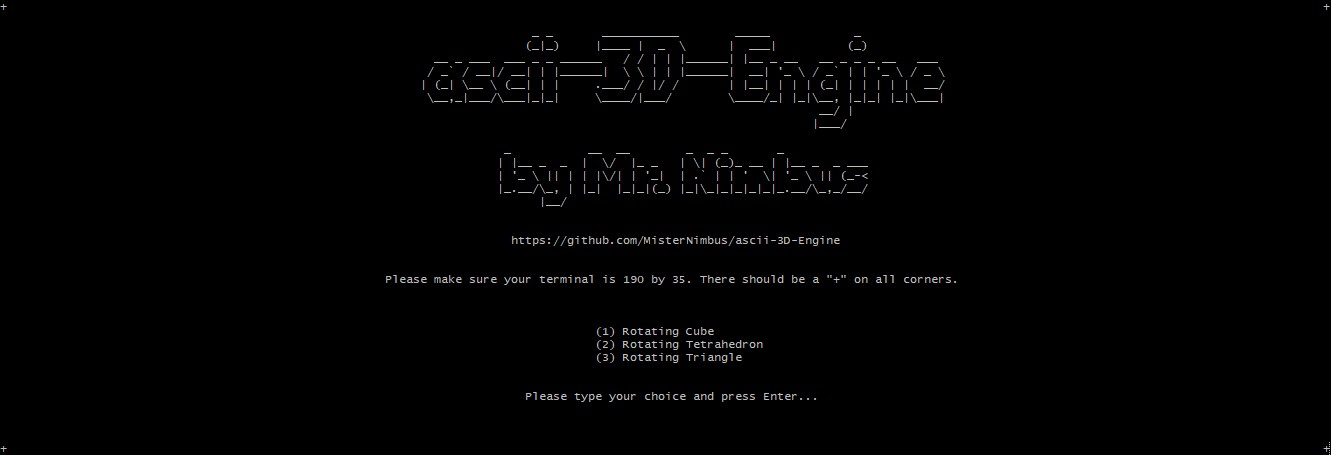 + +
ascii-3D-Engine
by Mr. Nimbus
https://github.com/MisterNimbus/ascii-3D-Engine
Please make sure your terminal is 190 by 35. There should be a "+" on all corners.
(1) Rotating Cube
(2) Rotating Tetrahedron
(3) Rotating Triangle
Please type your choice and press Enter...
+ +